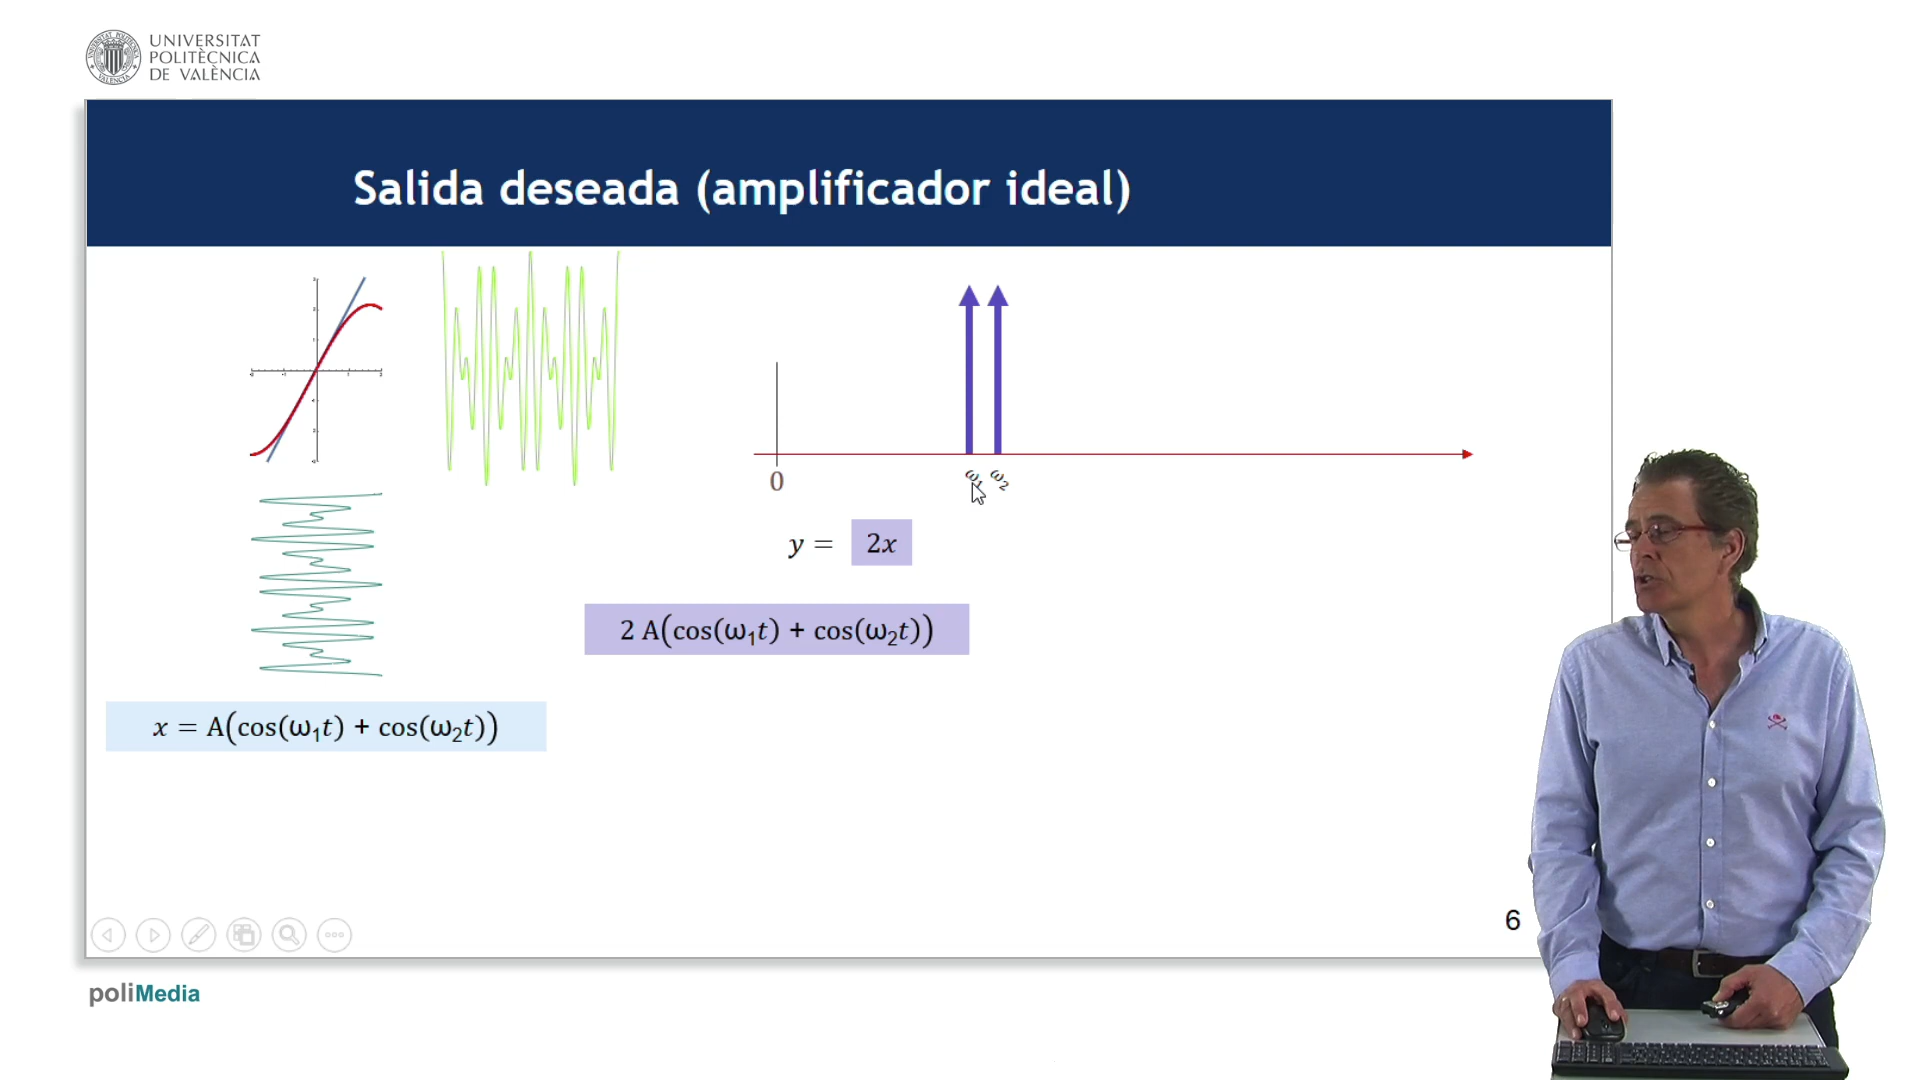 UNIVERSITAT
POLITÈCNICA
DE VALÈNCIA
Salida deseada (amplificador ideal)
0
ω₁ ω₂
y = 2x
2 A(cos(ω₁t) + cos(ω₂t))
x = A(cos(ω₁t) + cos(ω₂t))
6
poliMedia